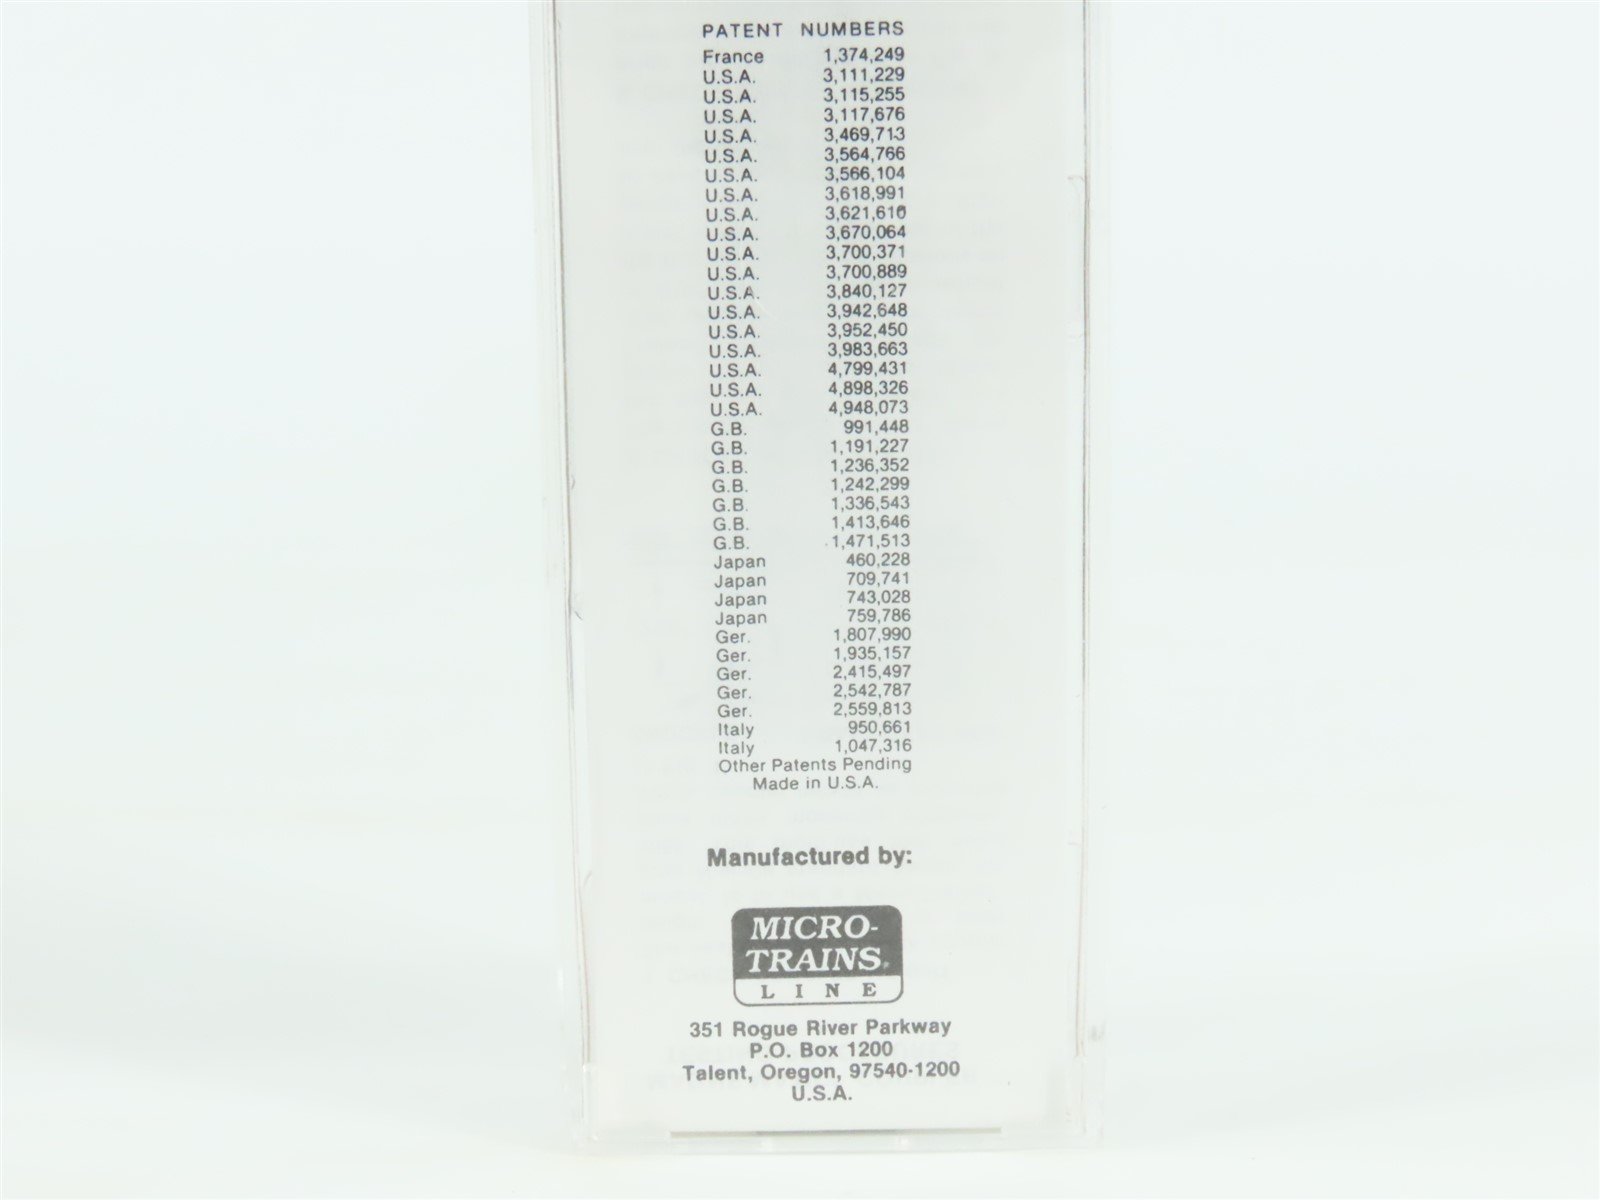 PATENT NUMBERS
France 1,374,249
U.S.A. 3,111,229
U.S.A. 3,115,255
U.S.A. 3,117,676
U.S.A. 3,469,713
U.S.A. 3,564,766
U.S.A. 3,566,104
U.S.A. 3,618,991
U.S.A. 3,621,610
U.S.A. 3,670,064
U.S.A. 3,700,371
U.S.A. 3,700,889
U.S.A. 3,840,127
U.S.A. 3,942,648
U.S.A. 3,952,450
U.S.A. 3,983,663
U.S.A. 4,799,431
U.S.A. 4,898,326
U.S.A. 4,948,073
G.B. 991,448
G.B. 1,191,227
G.B. 1,236,352
G.B. 1,242,299
G.B. 1,336,543
G.B. 1,413,646
G.B. 1,471,513
Japan 460,228
Japan 709,741
Japan 743,028
Japan 759,786
Ger. 1,807,990
Ger. 1,935,157
Ger. 2,415,497
Ger. 2,542,787
Ger. 2,559,813
Italy 950,661
Italy 1,047,316
Other Patents Pending
Made in U.S.A.
Manufactured by:
MICRO-
TRAINS®
LINE
351 Rogue River Parkway
P.O. Box 1200
Talent, Oregon, 97540-1200
U.S.A.